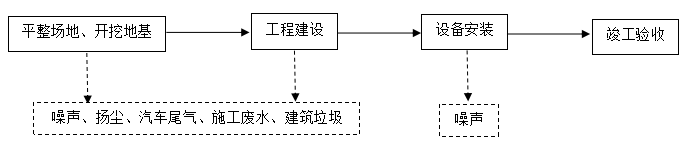 平整场地、开挖地基
工程建设
设备安装
竣工验收
噪声、扬尘、汽车尾气、施工废水、建筑垃圾
噪声